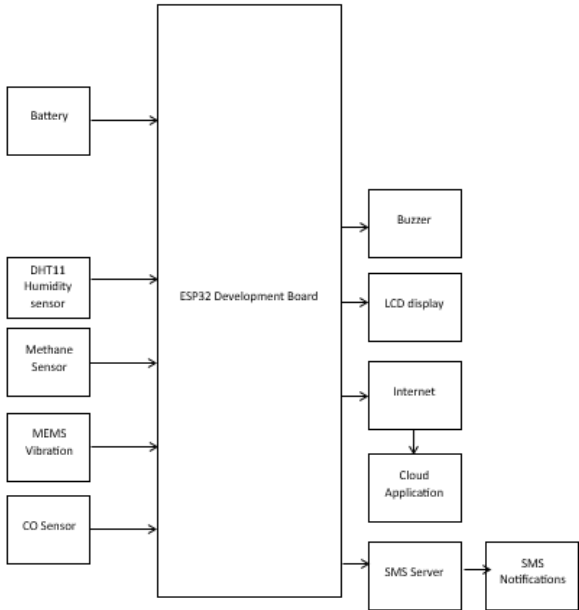 Battery
DHT11
Humidity
sensor
Methane
Sensor
MEMS
Vibration
CO Sensor
ESP32 Development Board
Buzzer
LCD display
Internet
Cloud
Application
SMS Server
SMS
Notifications